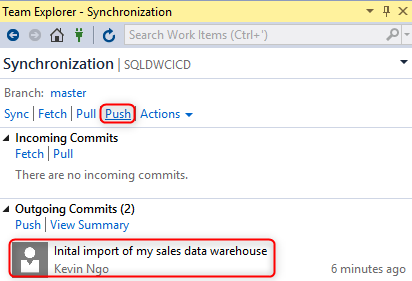 Team Explorer - Synchronization
Search Work Items (Ctrl+')
Synchronization | SQLDWCICD
Branch: master
Sync | Fetch | Pull | Push | Actions
Incoming Commits
Fetch | Pull
There are no incoming commits.
Outgoing Commits (2)
Push | View Summary
Inital import of my sales data warehouse
Kevin Ngo 6 minutes ago